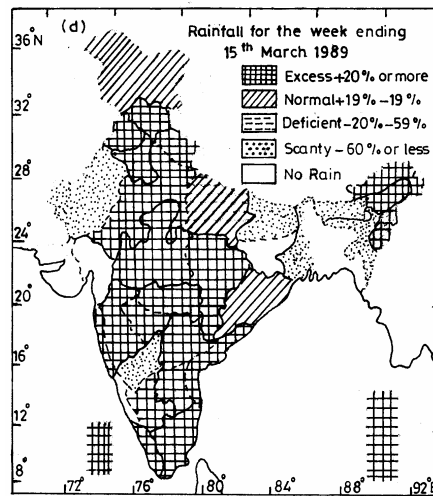 (d)
Rainfall for the week ending
15th March 1989
Excess+20% or more
Normal+19% -19%
Deficient-20%-59%
Scanty -60% or less
No Rain
36°N
32°
28°
24°
20°
16°
12°
8°
72° 76° 80° 84° 88° 92°E